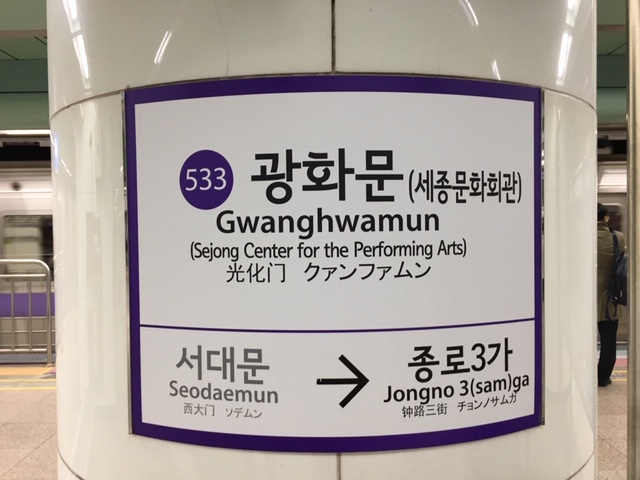 533 광화문 (세종문화회관)
Gwanghwamun
(Sejong Center for the Performing Arts)
光化门 クァンファムン
서대문 → 종로3가
Seodaemun Jongno 3(sam)ga
西大门 ソデムン 钟路三街 チョンノサムガ